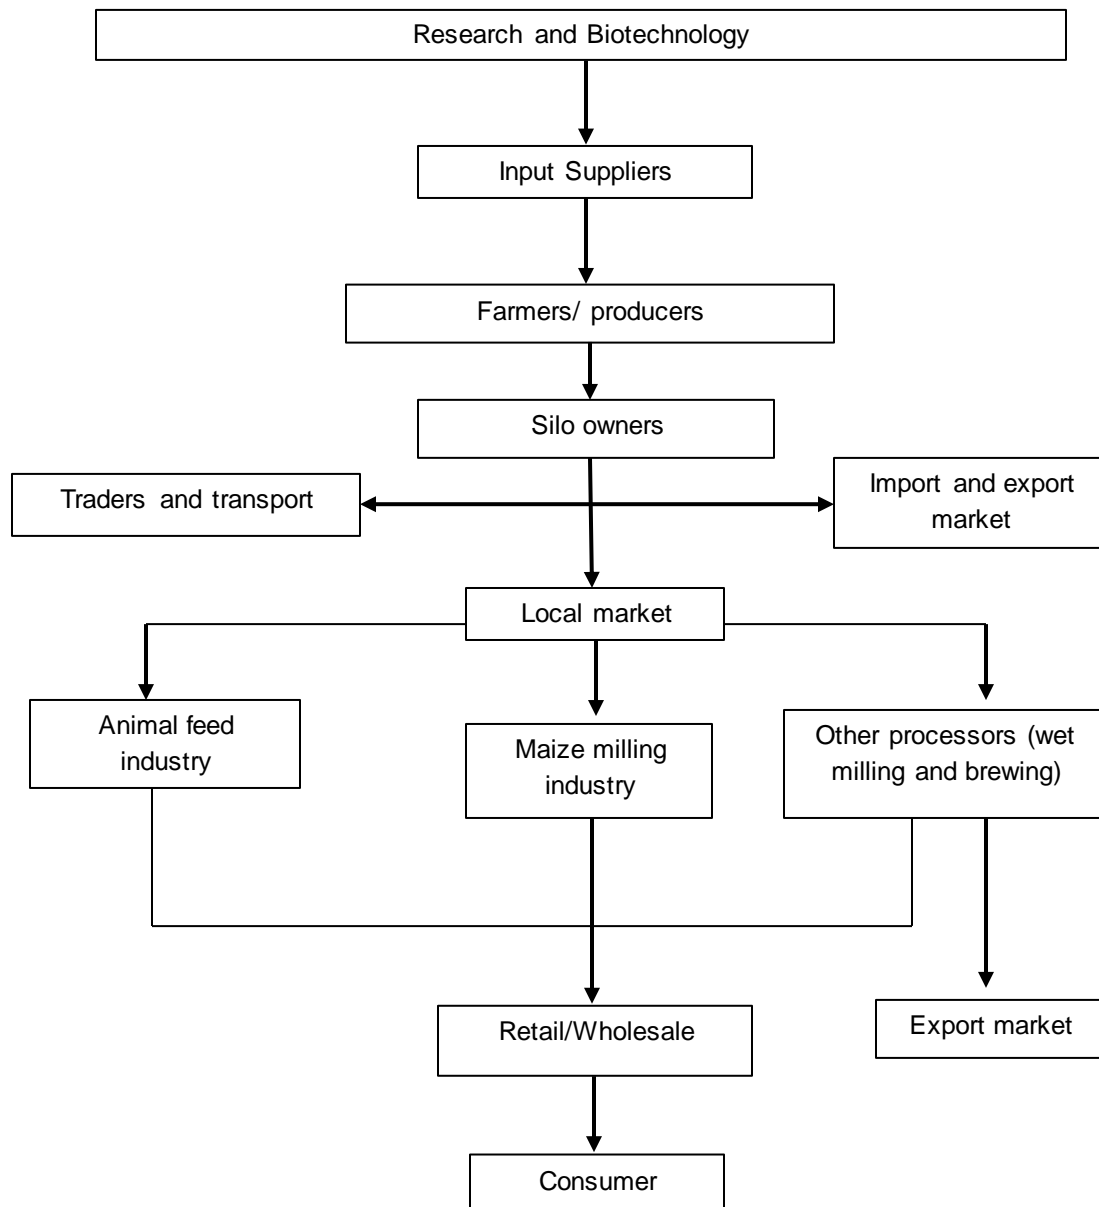 Research and Biotechnology
Input Suppliers
Farmers/ producers
Silo owners
Traders and transport
Import and export
market
Local market
Animal feed
industry
Maize milling
industry
Other processors (wet
milling and brewing)
Retail/Wholesale
Export market
Consumer